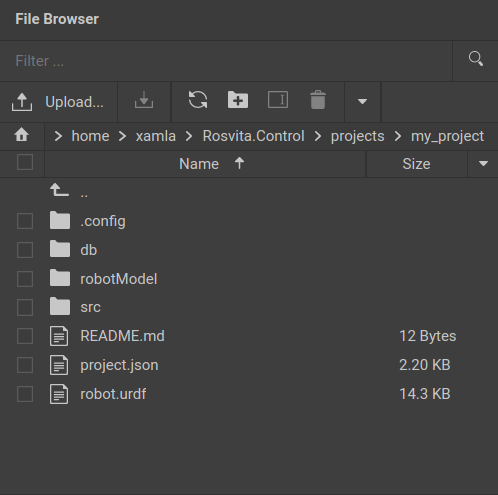 File Browser
Filter ...
Upload...
home xamla Rosvita.Control projects my_project
Name Size
..
.config
db
robotModel
src
README.md 12 Bytes
project.json 2.20 KB
robot.urdf 14.3 KB